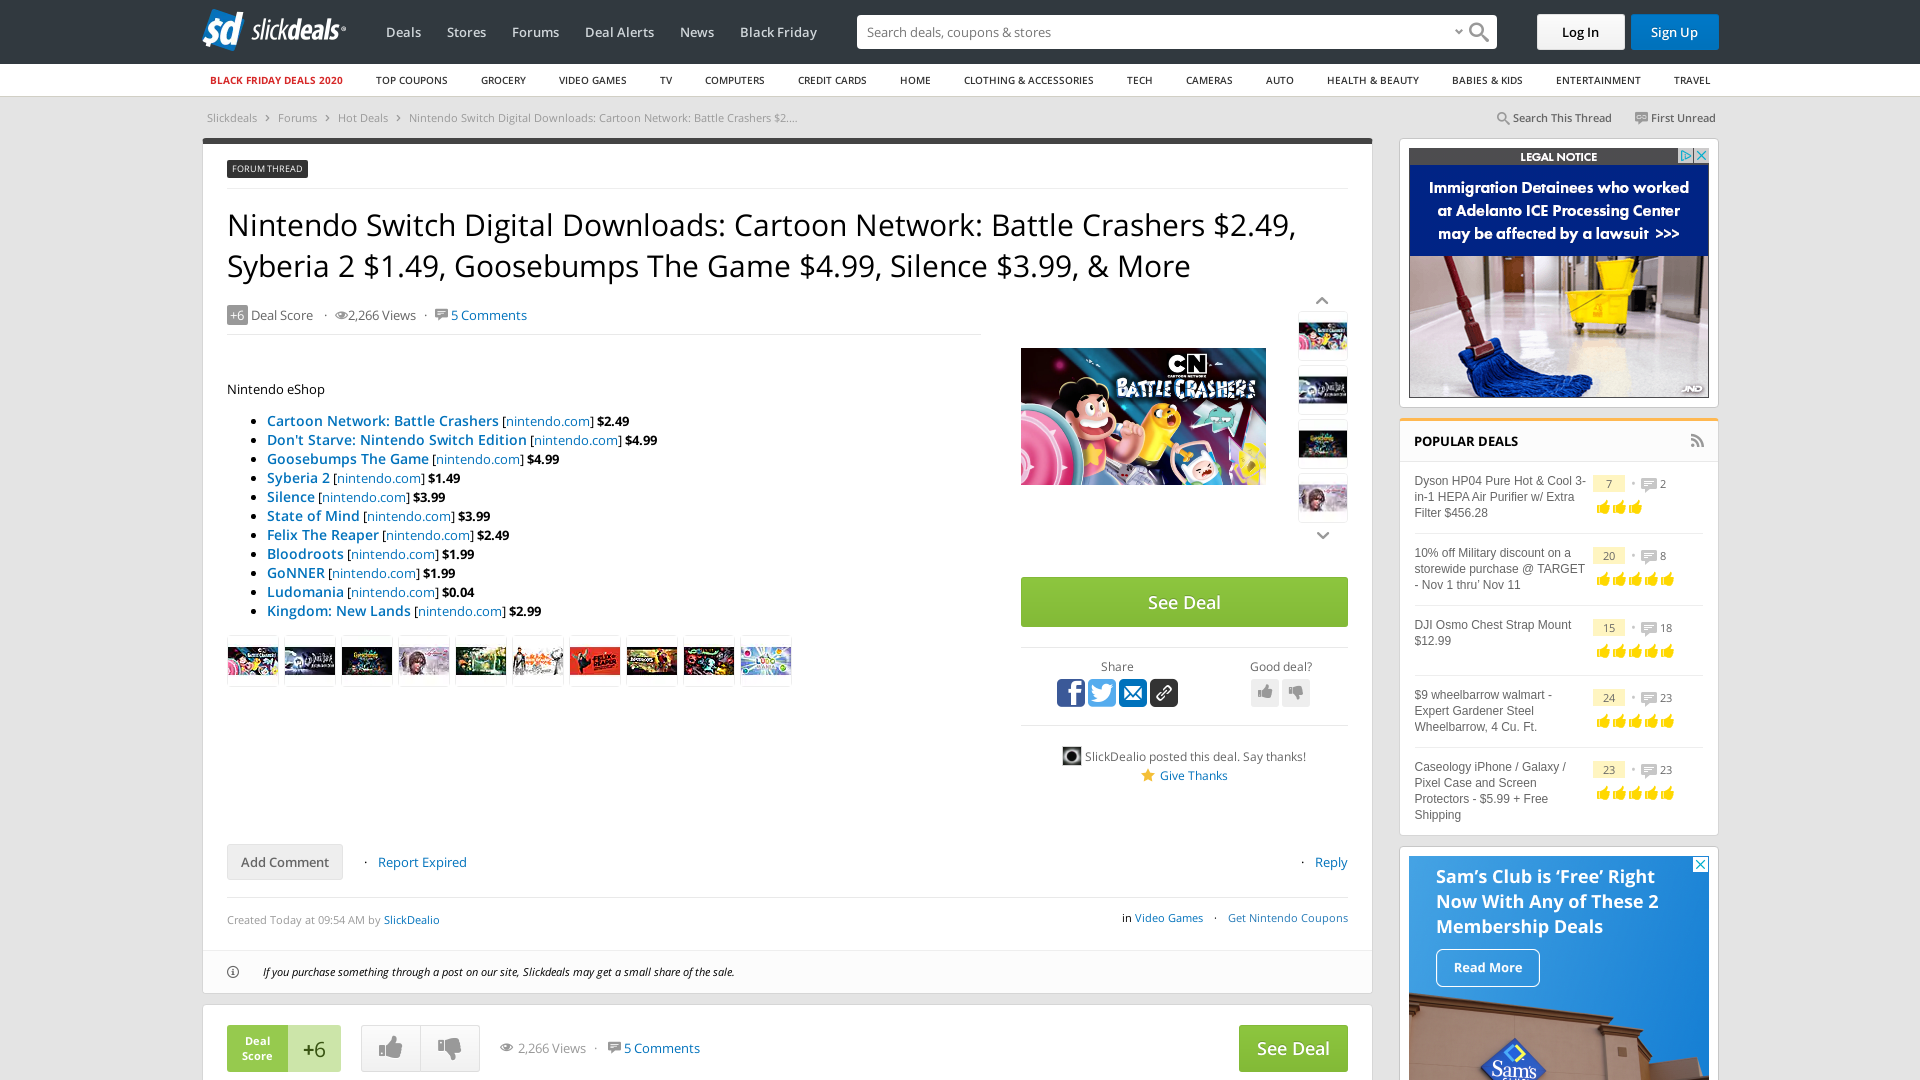 slickdeals
Deals
Stores
Forums
Deal Alerts
News
Black Friday
Search deals, coupons & shops
Log In
Sign Up
BLACK FRIDAY DEALS 2020
TOP COUPONS
GROCERY
VIDEO GAMES
TV
COMPUTERS
CREDIT CARDS
HOME
CLOTHING & ACCESSORIES
TECH
CAMERAS
AUTO
HEALTH & BEAUTY
BABIES & KIDS
ENTERTAINMENT
TRAVEL
Slickdeals › Forums › Hot Deals › Nintendo Switch Digital Downloads: Cartoon Network: Battle Crashers $2....
Search This Thread
First Unread
FORUM THREAD
Nintendo Switch Digital Downloads: Cartoon Network: Battle Crashers $2.49,
Syberia 2 $1.49, Goosebumps The Game $4.99, Silence $3.99, & More
+6 Deal Score · 2,266 Views · 5 Comments
Nintendo eShop
• Cartoon Network: Battle Crashers [nintendo.com] $2.49
• Don't Starve: Nintendo Switch Edition [nintendo.com] $4.99
• Goosebumps The Game [nintendo.com] $4.99
• Syberia 2 [nintendo.com] $1.49
• Silence [nintendo.com] $3.99
• State of Mind [nintendo.com] $3.99
• Felix The Reaper [nintendo.com] $2.49
• Bloodroots [nintendo.com] $1.99
• GoNNER [nintendo.com] $1.99
• Ludomania [nintendo.com] $0.04
• Kingdom: New Lands [nintendo.com] $2.99
CN
CARTOON NETWORK
BATTLE CRASHERS
See Deal
Share
Good deal?
SlickDealio posted this deal. Say thanks!
Give Thanks
Add Comment
· Report Expired
· Reply
Created Today at 09:54 AM by SlickDealio
in Video Games · Get Nintendo Coupons
If you purchase something through a post on our site, Slickdeals may get a small share of the sale.
Deal
Score
+6
2,266 Views · 5 Comments
See Deal
LEGAL NOTICE
Immigration Detainees who worked
at Adelanto ICE Processing Center
may be affected by a lawsuit >>>
JND
POPULAR DEALS
Dyson HP04 Pure Hot & Cool 3-
in-1 HEPA Air Purifier w/ Extra
Filter $456.28
7 • 2
10% off Military discount on a
storewide purchase @ TARGET
- Nov 1 thru' Nov 11
20 • 8
DJI Osmo Chest Strap Mount
$12.99
15 • 18
$9 wheelbarrow walmart -
Expert Gardener Steel
Wheelbarrow, 4 Cu. Ft.
24 • 23
Caseology iPhone / Galaxy /
Pixel Case and Screen
Protectors - $5.99 + Free
Shipping
23 • 23
Sam's Club is 'Free' Right
Now With Any of These 2
Membership Deals
Read More
Sam's